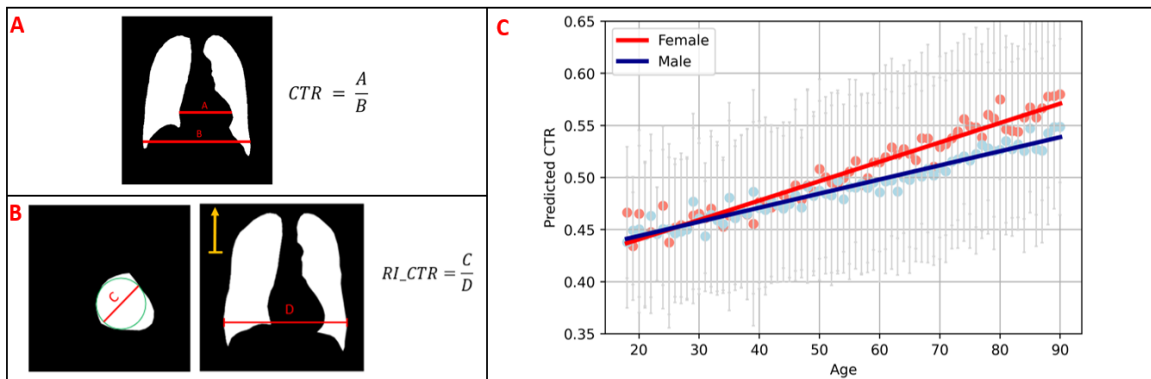 A
A
B
CTR = A/B
B
C
D
RI_CTR = C/D
C
Female
Male
Predicted CTR
0.65
0.60
0.55
0.50
0.45
0.40
0.35
20 30 40 50 60 70 80 90
Age